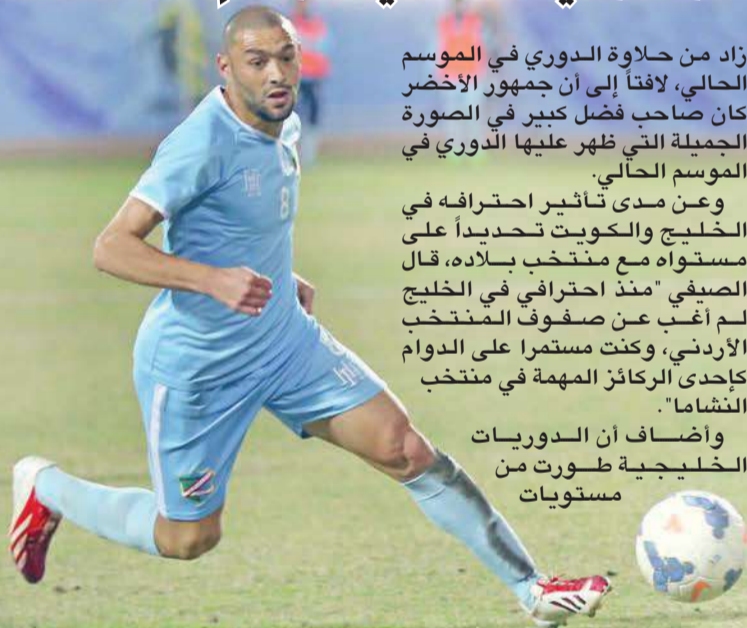 زاد من حلاوة الدوري في الموسم
الحالي، لافتاً إلى أن جمهور الأخضر
كان صاحب فضل كبير في الصورة
الجميلة التي ظهر عليها الدوري في
الموسم الحالي.
وعن مدى تأثير احترافه في
الخليج والكويت تحديداً على
مستواه مع منتخب بلاده، قال
الصيفي "منذ احترافي في الخليج
لم أغب عن صفوف المنتخب
الأردني، وكنت مستمرا على الدوام
كإحدى الركائز المهمة في منتخب
النشاما".
وأضاف أن الدوريات
الخليجية طورت من
مستويات
8